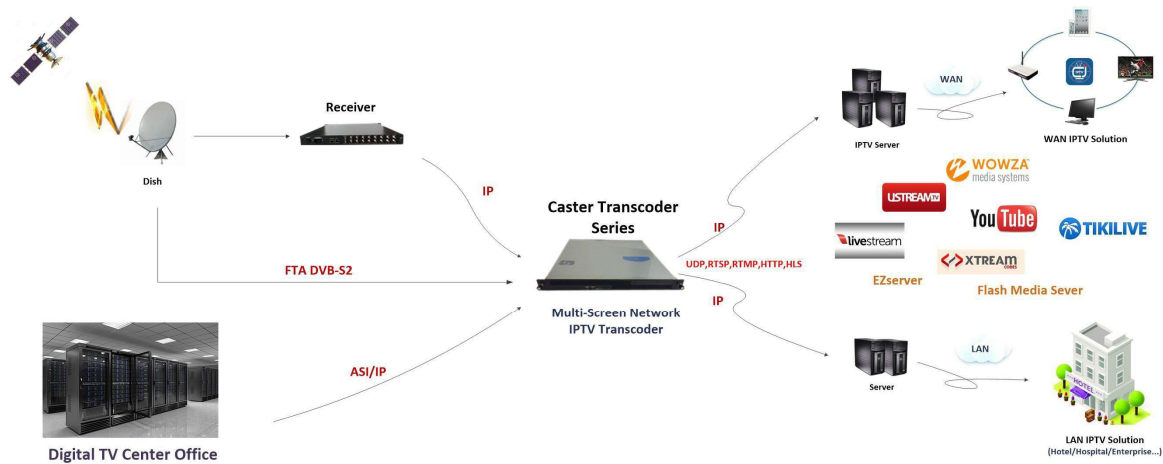 Receiver
Dish
IP
FTA DVB-S2
ASI/IP
Digital TV Center Office
Caster Transcoder
Series
Multi-Screen Network
IPTV Transcoder
IP
UDP,RTSP,RTMP,HTTP,HLS
IP
IPTV Server
WAN
WAN IPTV Solution
WOWZA
media systems
USTREAM TV
YouTube
TIKILIVE
livestream
XTREAM
CODES
EZserver
Flash Media Sever
Server
LAN
HOTEL
LAN IPTV Solution
(Hotel/Hospital/Enterprise...)